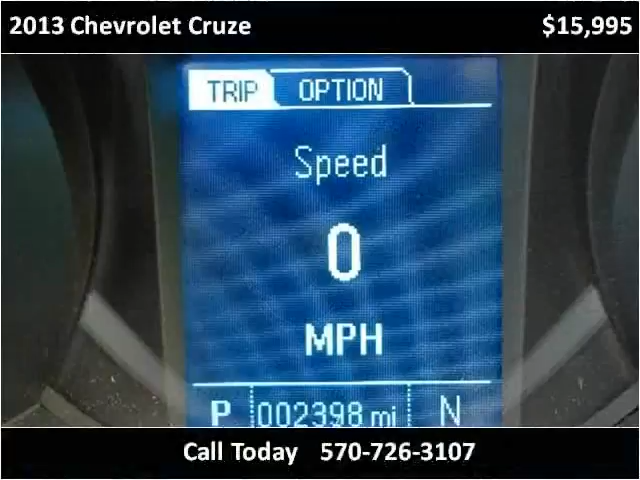 2013 Chevrolet Cruze $15,995
TRIP OPTION
Speed
0
MPH
P 002398 mi N
Call Today 570-726-3107